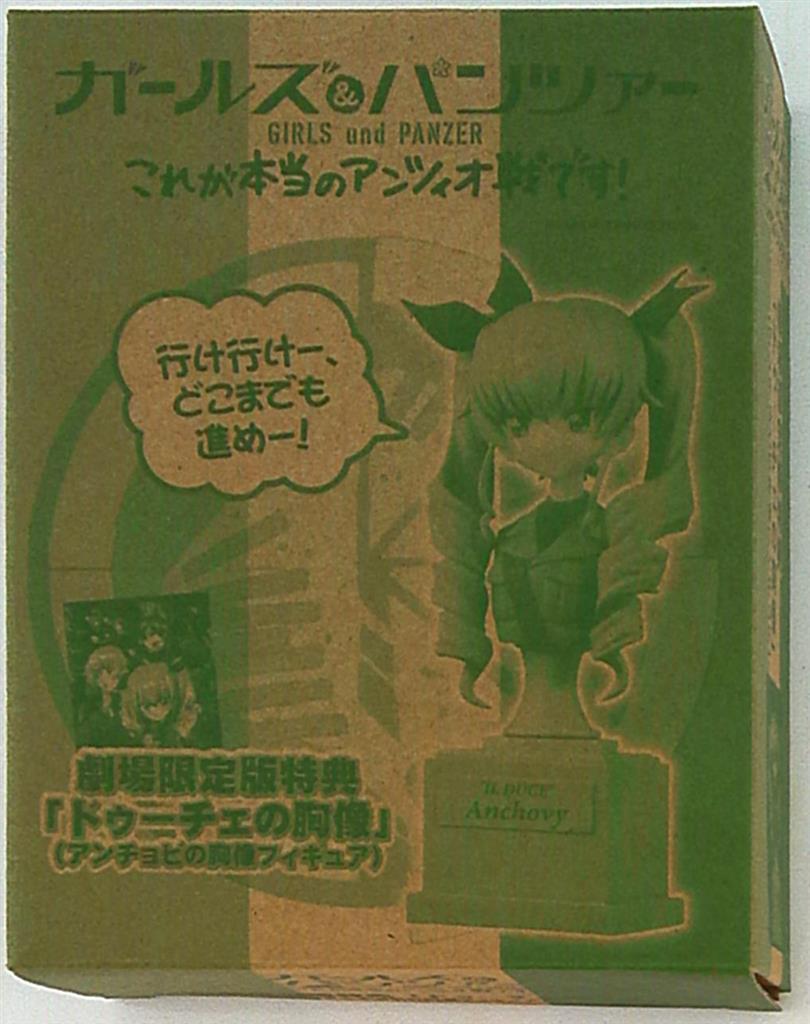 ガールズ&パンツァー
GIRLS and PANZER
これが本当のアンツィオ戦です!
行け行けー、
どこまでも
進めー!
劇場限定版特典
「ドゥーチェの胸像」
(アンチョビの胸像フィギュア)
"IL DUCE"
Anchovy